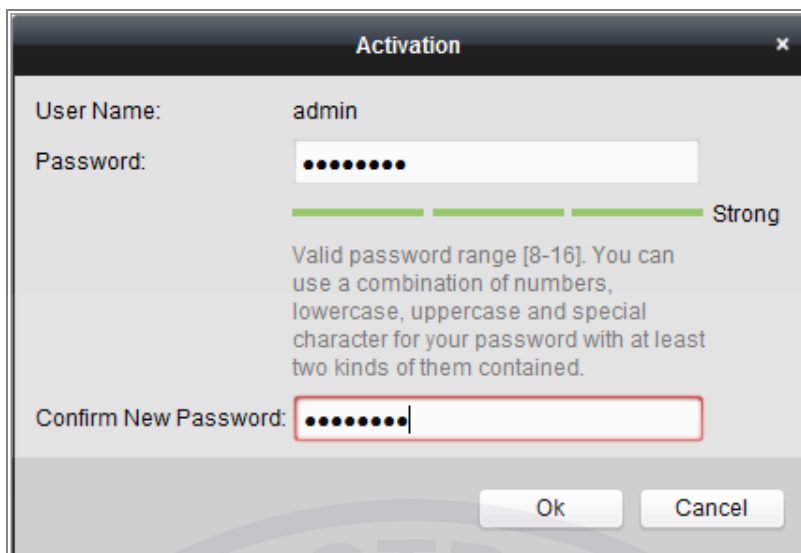 Activation
×
User Name: admin
Password: ••••••••
Strong
Valid password range [8-16]. You can
use a combination of numbers,
lowercase, uppercase and special
character for your password with at least
two kinds of them contained.
Confirm New Password: ••••••••
Ok Cancel